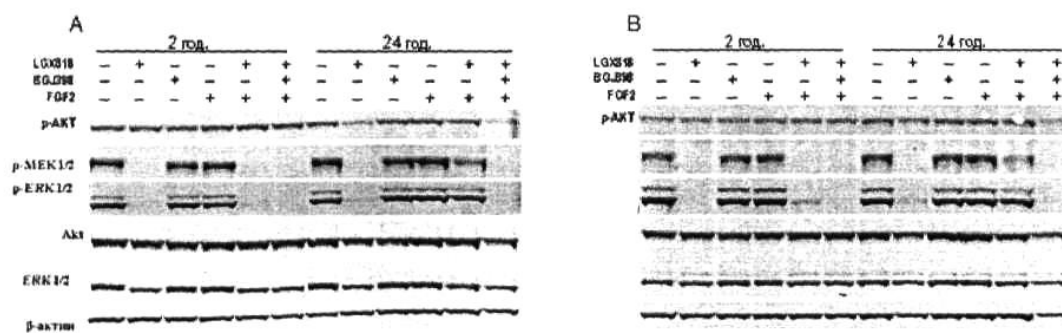 A
2 год. 24 год.
LGX818 – + – – + + – + – – + +
BGJ398 – – + – – + – – + – – +
FGF2 – – – + + + – – – + + +
p-AKT
p-MEK1/2
p-ERK1/2
Akt
ERK1/2
β-актин
B
2 год. 24 год.
LGX818 – + – – + + – + – – + +
BGJ398 – – + – – + – – + – – +
FGF2 – – – + + + – – – + + +
p-AKT